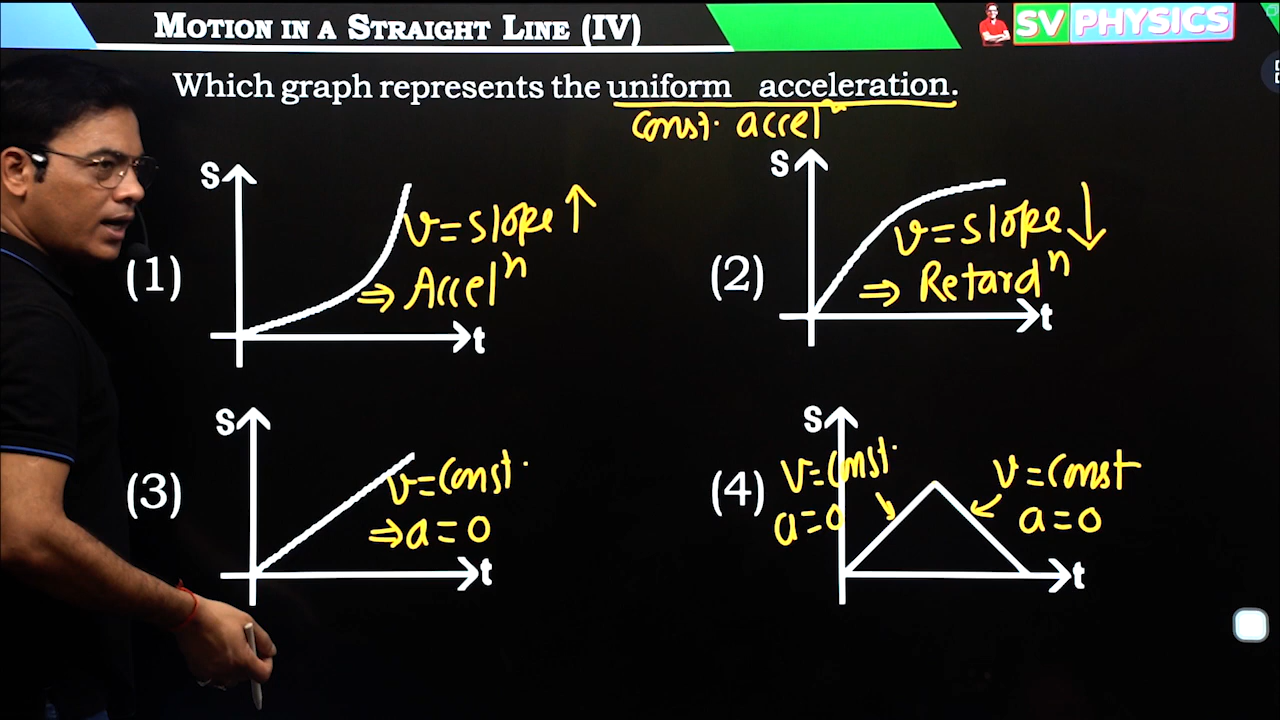 MOTION IN A STRAIGHT LINE (IV)
SV PHYSICS
Which graph represents the uniform acceleration.
const. accelⁿ
(1)
S
t
v = slope ↑
⇒ Accelⁿ
(2)
S
t
v = slope ↓
⇒ Retardⁿ
(3)
S
t
v = const.
⇒ a = 0
(4)
S
t
v = const.
a = 0
v = const
a = 0